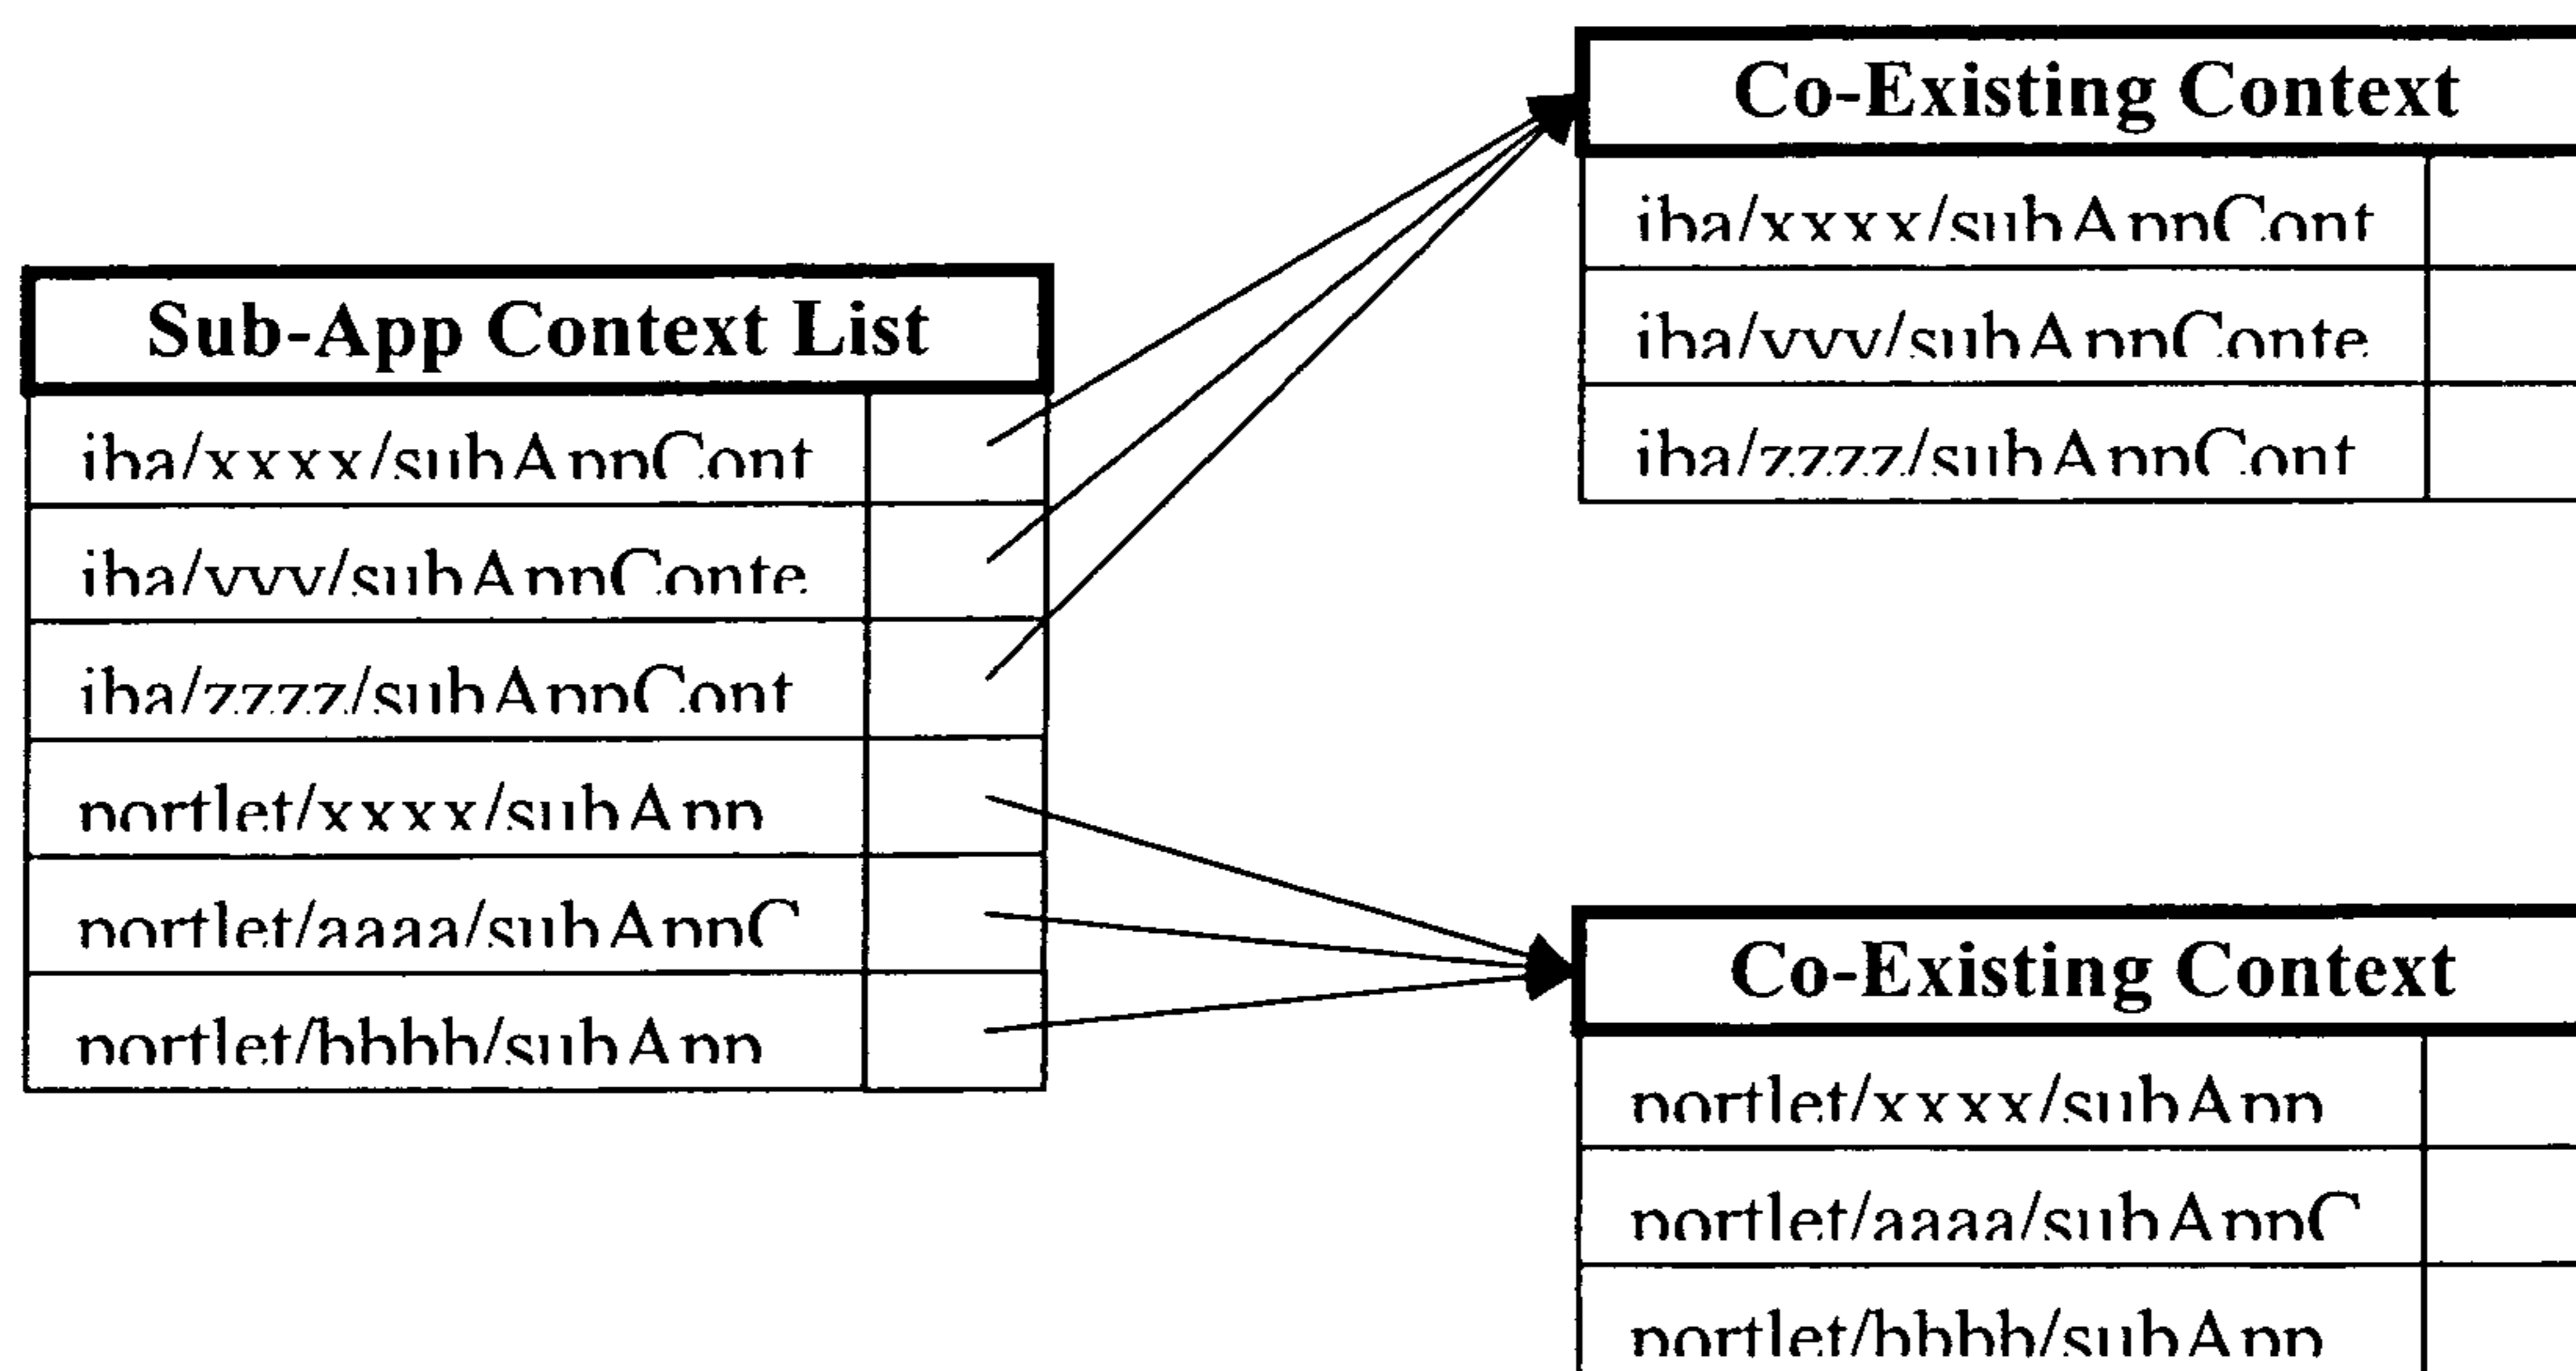 Sub-App Context List
iba/xxxx/subAppCont
iba/yyy/subAppConte
iba/zzzz/subAppCont
portlet/xxxx/subApp
portlet/aaaa/subAppC
portlet/bbbb/subApp
Co-Existing Context
iba/xxxx/subAppCont
iba/yyy/subAppConte
iba/zzzz/subAppCont
Co-Existing Context
portlet/xxxx/subApp
portlet/aaaa/subAppC
portlet/bbbb/subApp